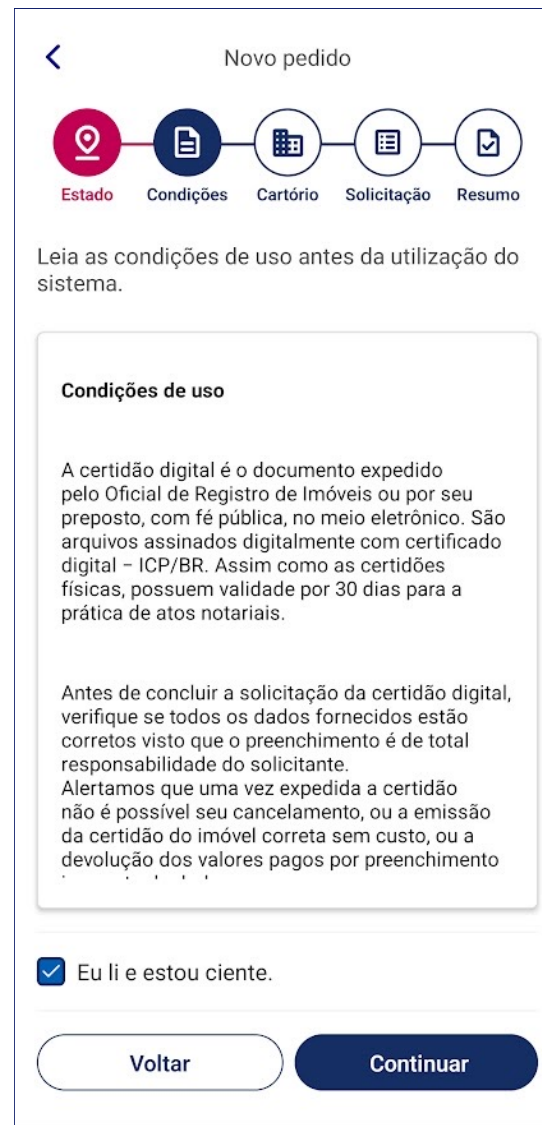 Novo pedido
Estado Condições Cartório Solicitação Resumo
Leia as condições de uso antes da utilização do
sistema.
Condições de uso
A certidão digital é o documento expedido
pelo Oficial de Registro de Imóveis ou por seu
preposto, com fé pública, no meio eletrônico. São
arquivos assinados digitalmente com certificado
digital – ICP/BR. Assim como as certidões
físicas, possuem validade por 30 dias para a
prática de atos notariais.
Antes de concluir a solicitação da certidão digital,
verifique se todos os dados fornecidos estão
corretos visto que o preenchimento é de total
responsabilidade do solicitante.
Alertamos que uma vez expedida a certidão
não é possível seu cancelamento, ou a emissão
da certidão do imóvel correta sem custo, ou a
devolução dos valores pagos por preenchimento
Eu li e estou ciente.
Voltar Continuar